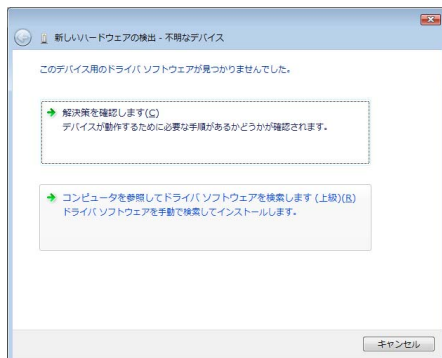 新しいハードウェアの検出 - 不明なデバイス
このデバイス用のドライバ ソフトウェアが見つかりませんでした。
解決策を確認します(C)
デバイスが動作するために必要な手順があるかどうかが確認されます。
コンピュータを参照してドライバ ソフトウェアを検索します (上級)(R)
ドライバ ソフトウェアを手動で検索してインストールします。
キャンセル